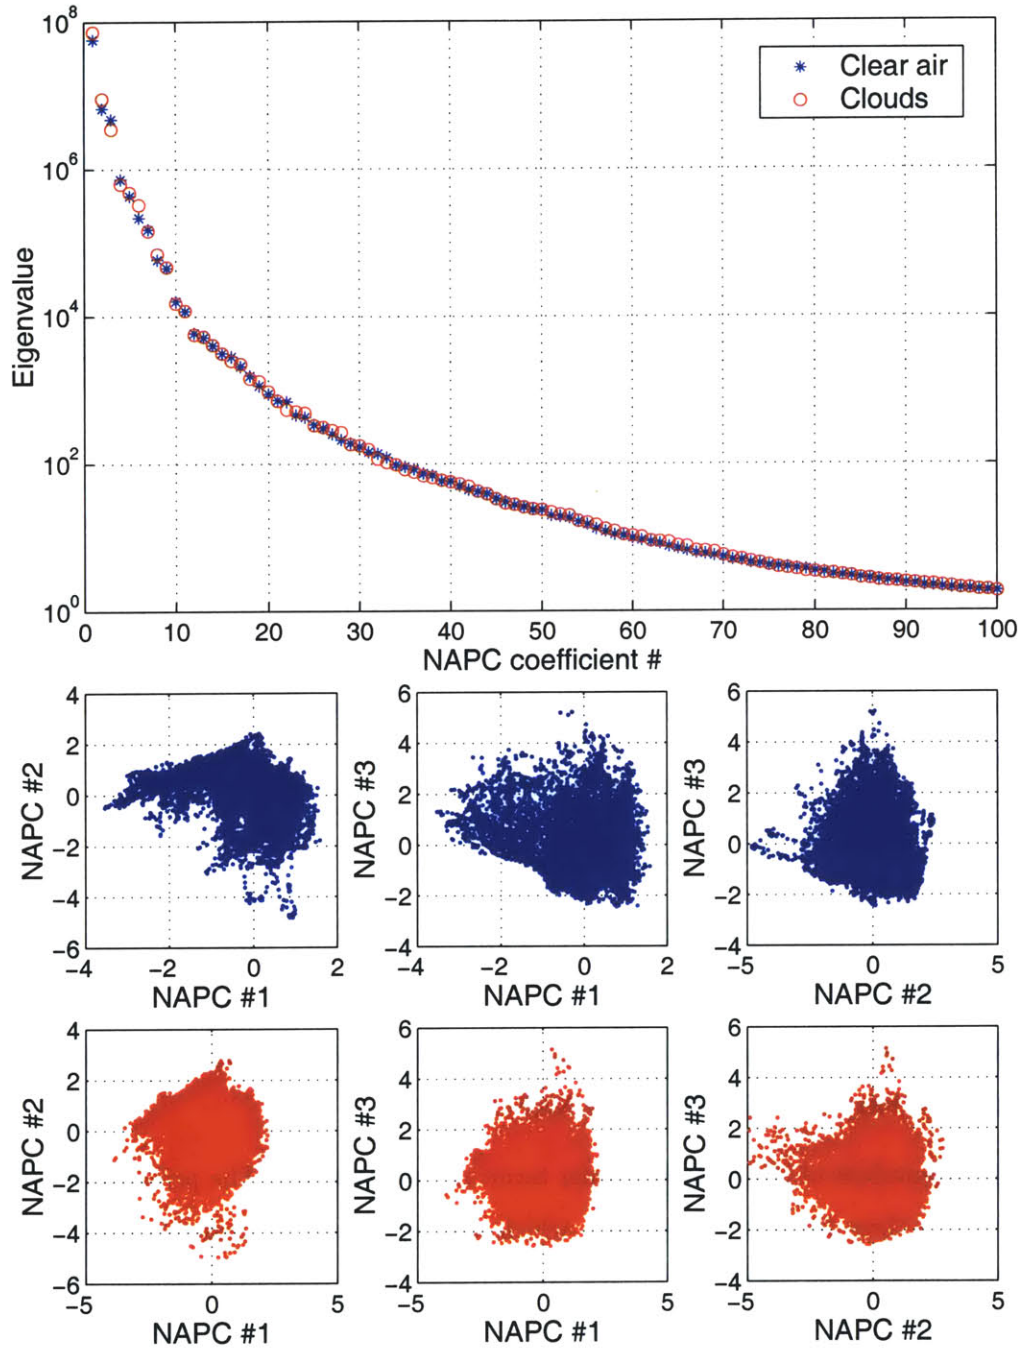 10^8
10^6
10^4
10^2
10^0
Eigenvalue
Clear air
Clouds
0 10 20 30 40 50 60 70 80 90 100
NAPC coefficient #
4
2
0
−2
−4
−6
NAPC #2
−4 −2 0 2
NAPC #1
6
4
2
0
−2
−4
NAPC #3
−4 −2 0 2
NAPC #1
6
4
2
0
−2
−4
NAPC #3
−5 0 5
NAPC #2
4
2
0
−2
−4
−6
NAPC #2
−5 0 5
NAPC #1
6
4
2
0
−2
−4
NAPC #3
−5 0 5
NAPC #1
6
4
2
0
−2
−4
NAPC #3
−5 0 5
NAPC #2